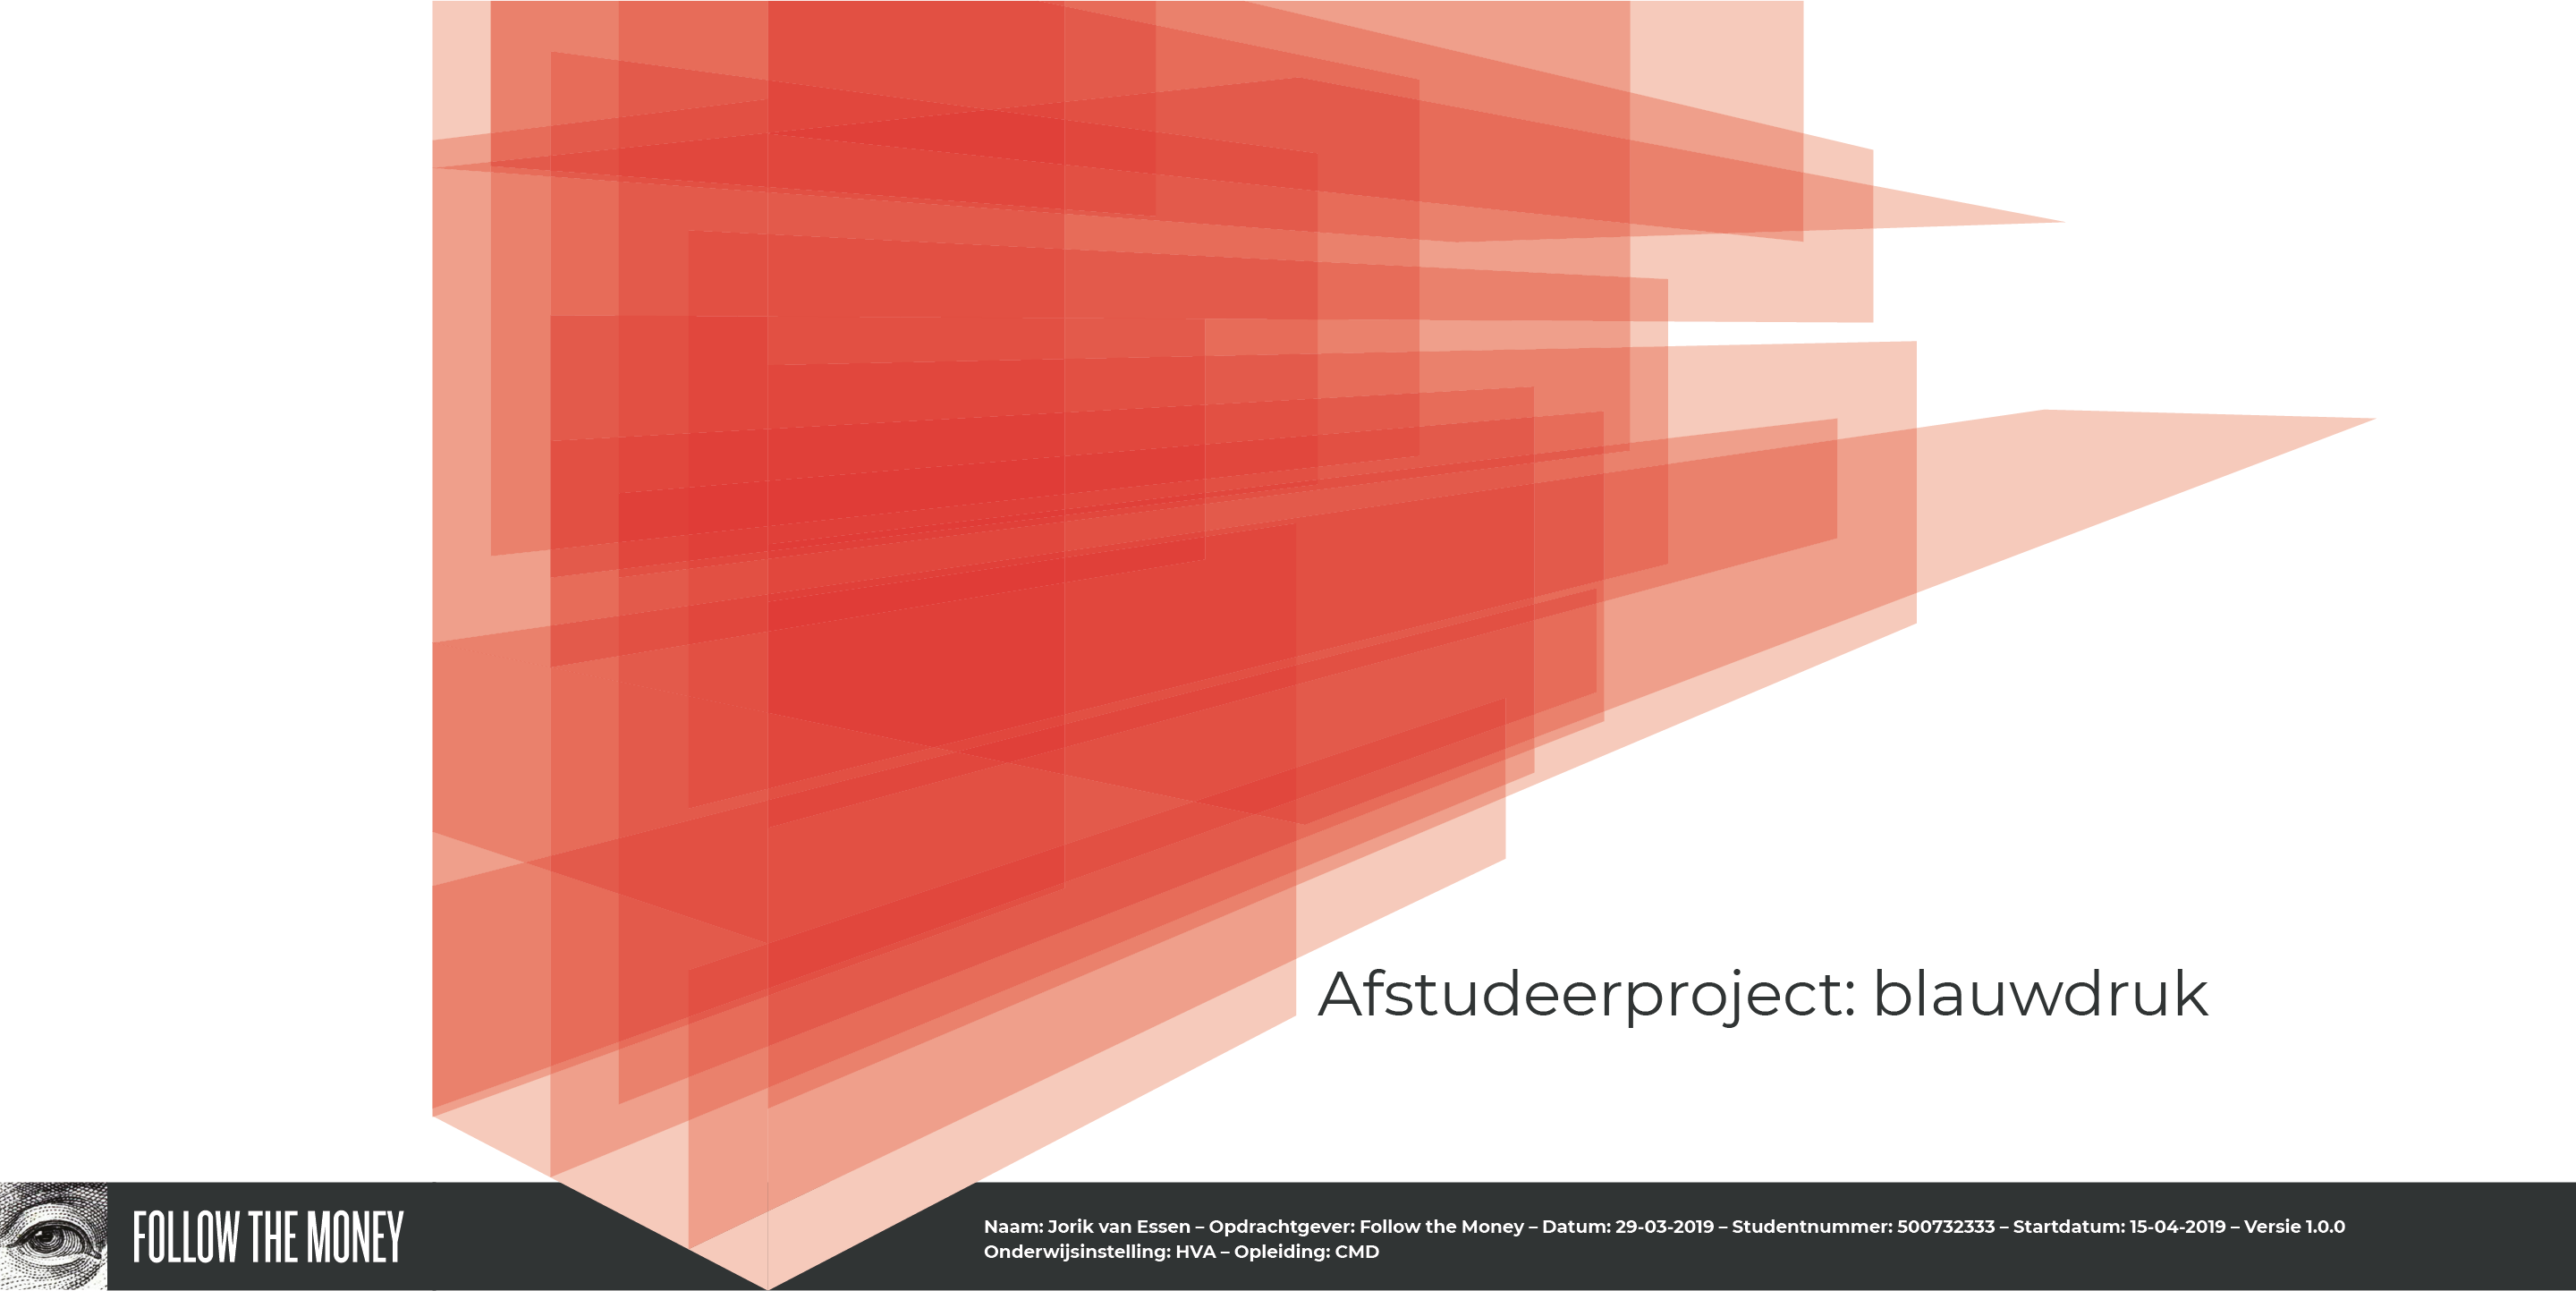 Afstudeerproject: blauwdruk
FOLLOW THE MONEY
Naam: Jorik van Essen – Opdrachtgever: Follow the Money – Datum: 29-03-2019 – Studentnummer: 500732333 – Startdatum: 15-04-2019 – Versie 1.0.0
Onderwijsinstelling: HVA – Opleiding: CMD